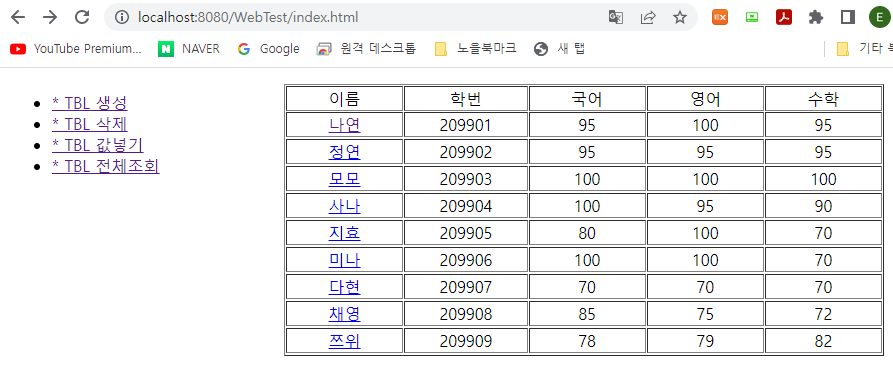 localhost:8080/WebTest/index.html
YouTube Premium... NAVER Google 원격 데스크톱 노을북마크 새 탭 기타 북
* TBL 생성
* TBL 삭제
* TBL 값넣기
* TBL 전체조회
이름 학번 국어 영어 수학
나연 209901 95 100 95
정연 209902 95 95 95
모모 209903 100 100 100
사나 209904 100 95 90
지효 209905 80 100 70
미나 209906 100 100 70
다현 209907 70 70 70
채영 209908 85 75 72
쯔위 209909 78 79 82